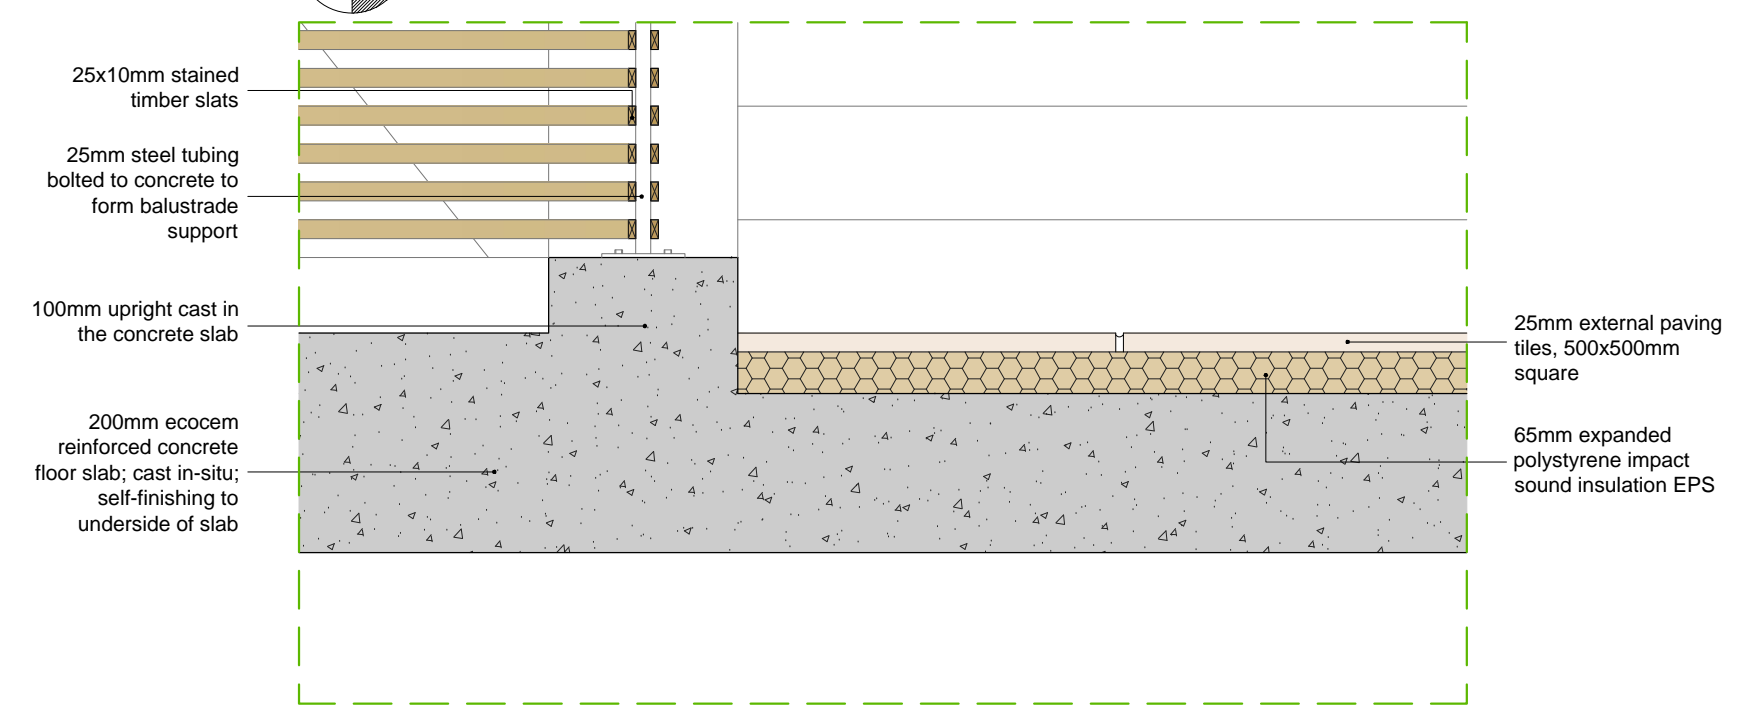 25x10mm stained
timber slats
25mm steel tubing
bolted to concrete to
form balustrade
support
100mm upright cast in
the concrete slab
200mm ecocem
reinforced concrete
floor slab; cast in-situ;
self-finishing to
underside of slab
25mm external paving
tiles, 500x500mm
square
65mm expanded
polystyrene impact
sound insulation EPS